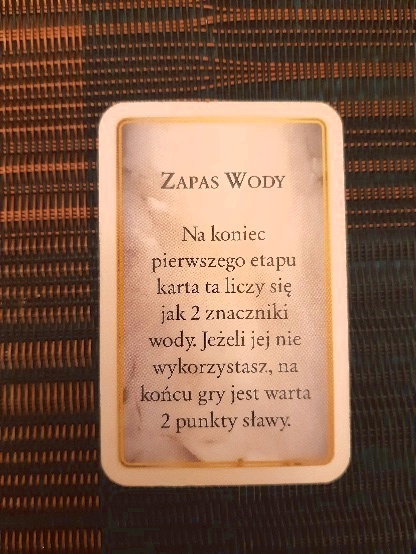 Zapas Wody
Na koniec
pierwszego etapu
karta ta liczy się
jak 2 znaczniki
wody. Jeżeli jej nie
wykorzystasz, na
końcu gry jest warta
2 punkty sławy.